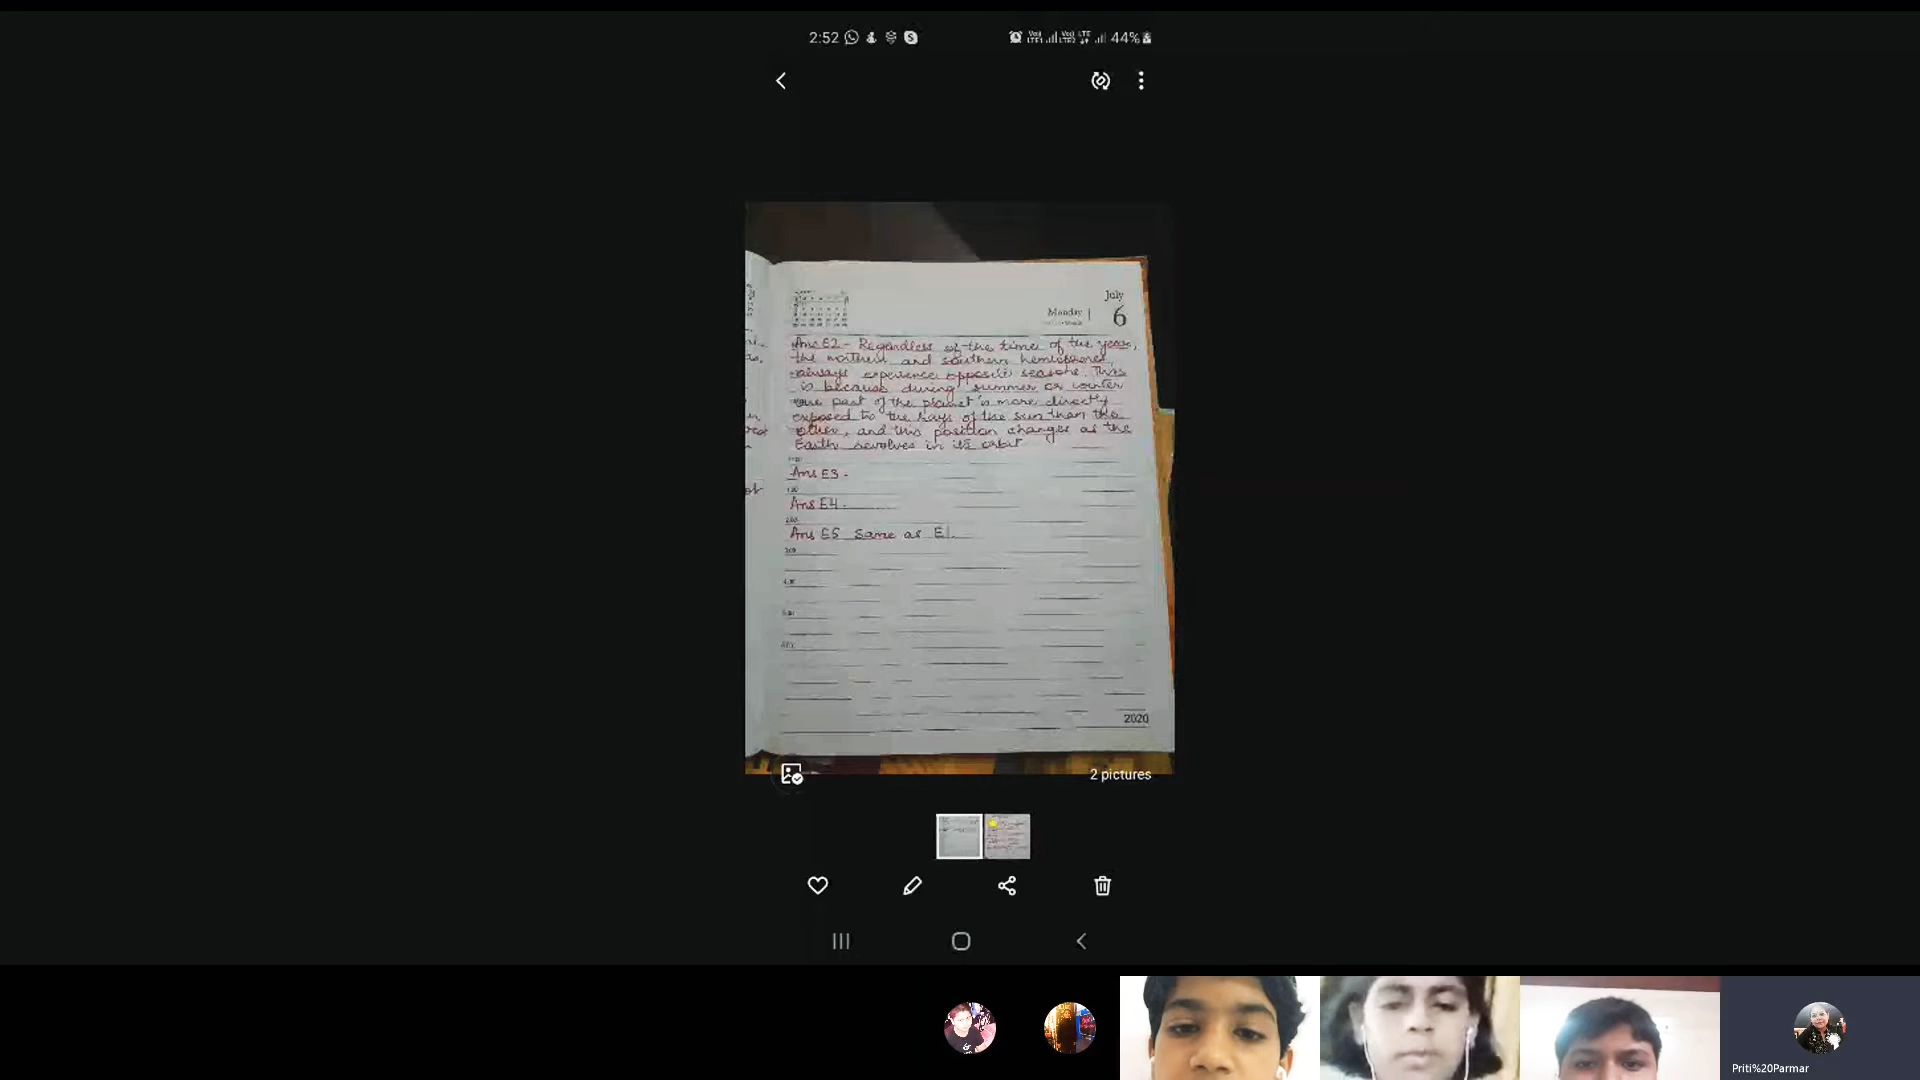 2:52
44%
July
Monday
6
Ans E2 - Regardless of the time of the year,
the northern and southern hemispheres
always experience opposite seasons. This
is because during summer or winter
one part of the planet is more directly
exposed to the rays of the sun than the
other, and this position changes as the
Earth revolves in its orbit
Ans E3 -
Ans E4 -
Ans E5 Same as E1.
2020
2 pictures
Priti%20Parmar